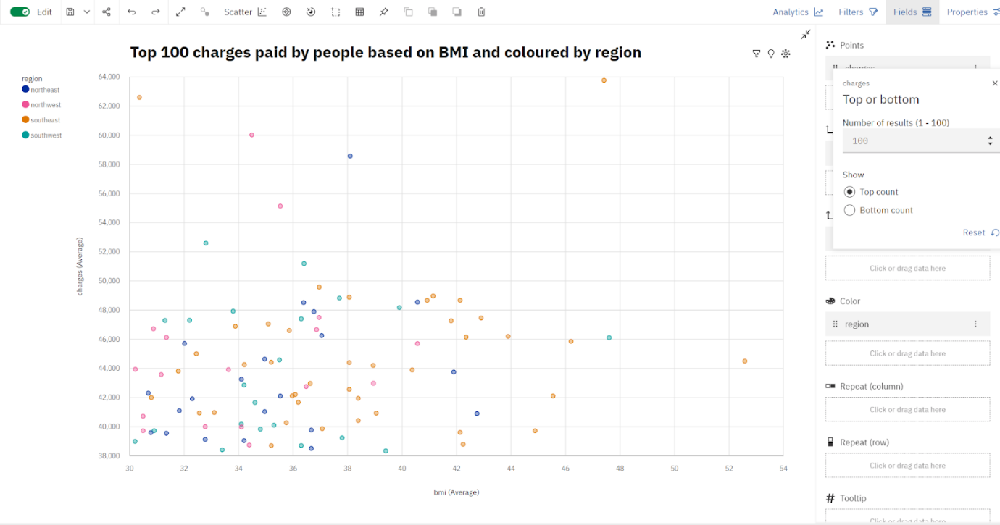 Edit
Scatter
Analytics
Filters
Fields
Properties
Top 100 charges paid by people based on BMI and coloured by region
region
northeast
northwest
southeast
southwest
charges (Average)
64,000
62,000
60,000
58,000
56,000
54,000
52,000
50,000
48,000
46,000
44,000
42,000
40,000
38,000
30 32 34 36 38 40 42 44 46 48 50 52 54
bmi (Average)
Points
charges
charges
Top or bottom
Number of results (1 - 100)
100
Show
Top count
Bottom count
Reset
Click or drag data here
Color
region
Click or drag data here
Repeat (column)
Click or drag data here
Repeat (row)
Click or drag data here
Tooltip
Click or drag data here